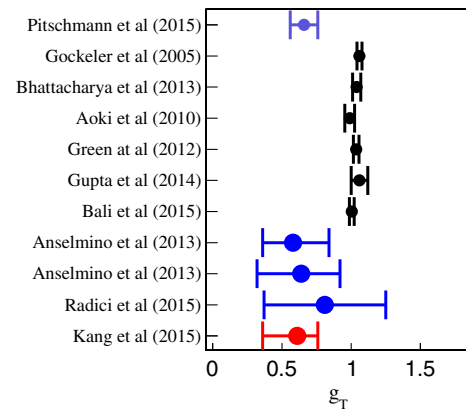 Pitschmann et al (2015)
Gockeler et al (2005)
Bhattacharya et al (2013)
Aoki et al (2010)
Green at al (2012)
Gupta et al (2014)
Bali et al (2015)
Anselmino et al (2013)
Anselmino et al (2013)
Radici et al (2015)
Kang et al (2015)
0 0.5 1 1.5
g_T